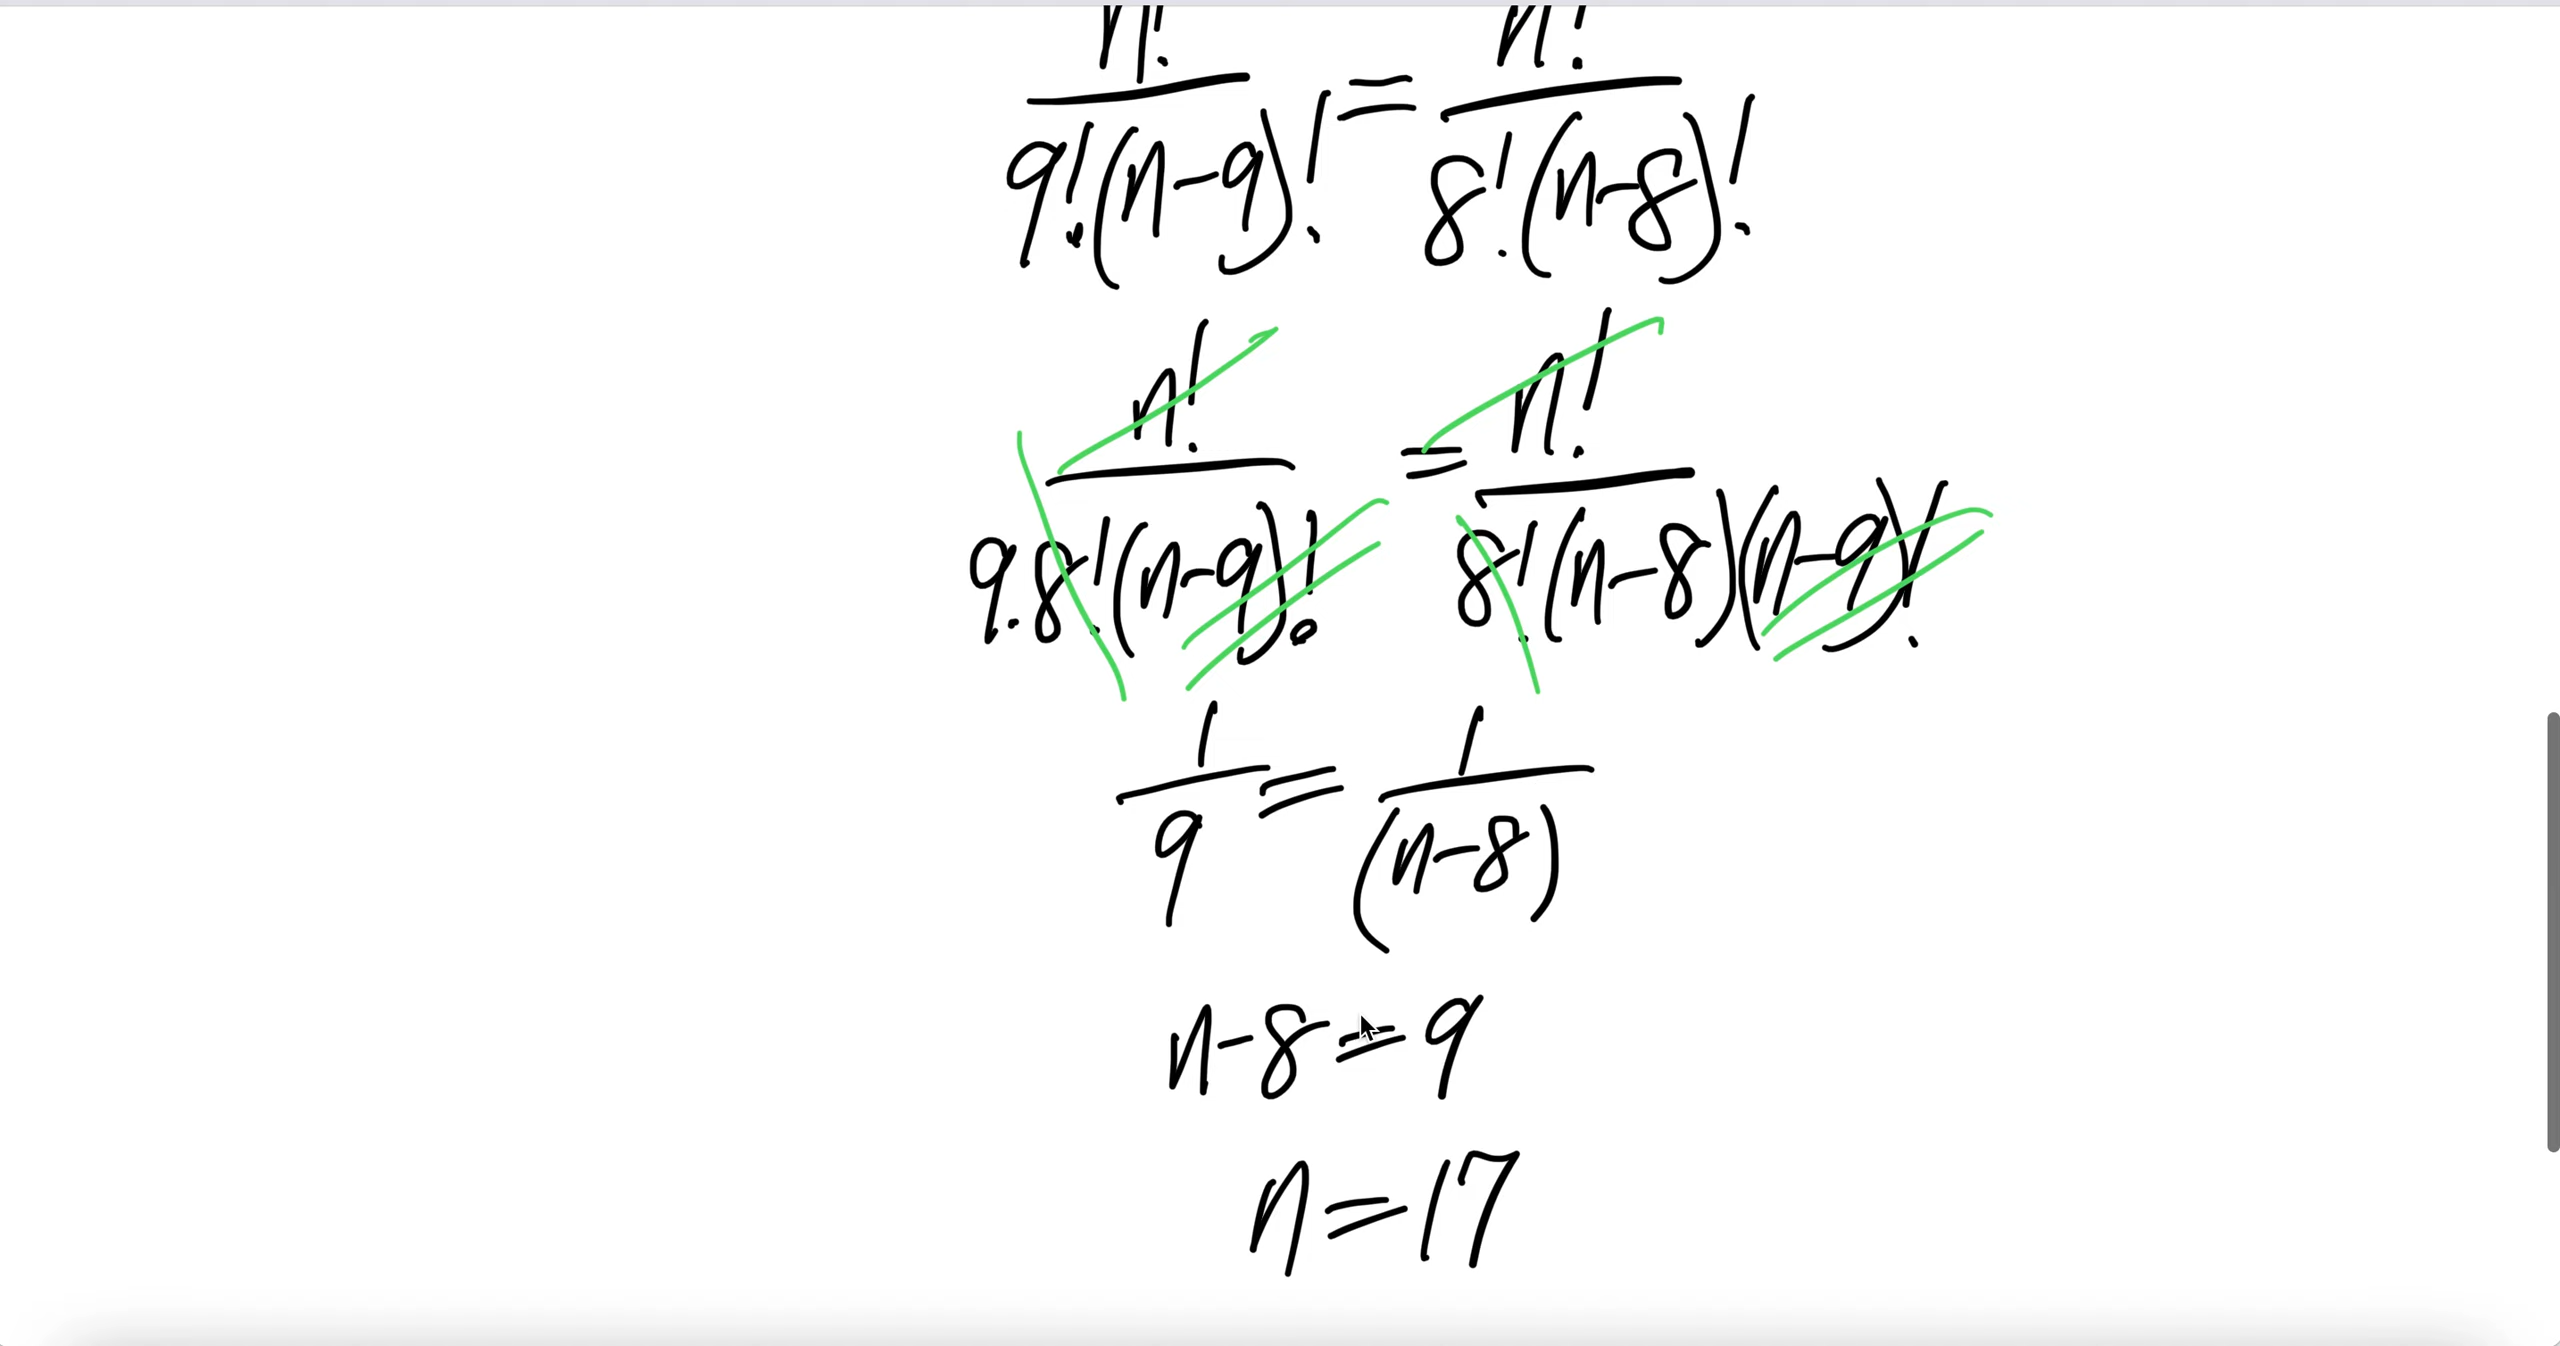 n!/9!(n-9)! = n!/8!(n-8)!
n!/9.8!(n-9)! = n!/8!(n-8)(n-9)!
1/9 = 1/(n-8)
n-8=9
n=17